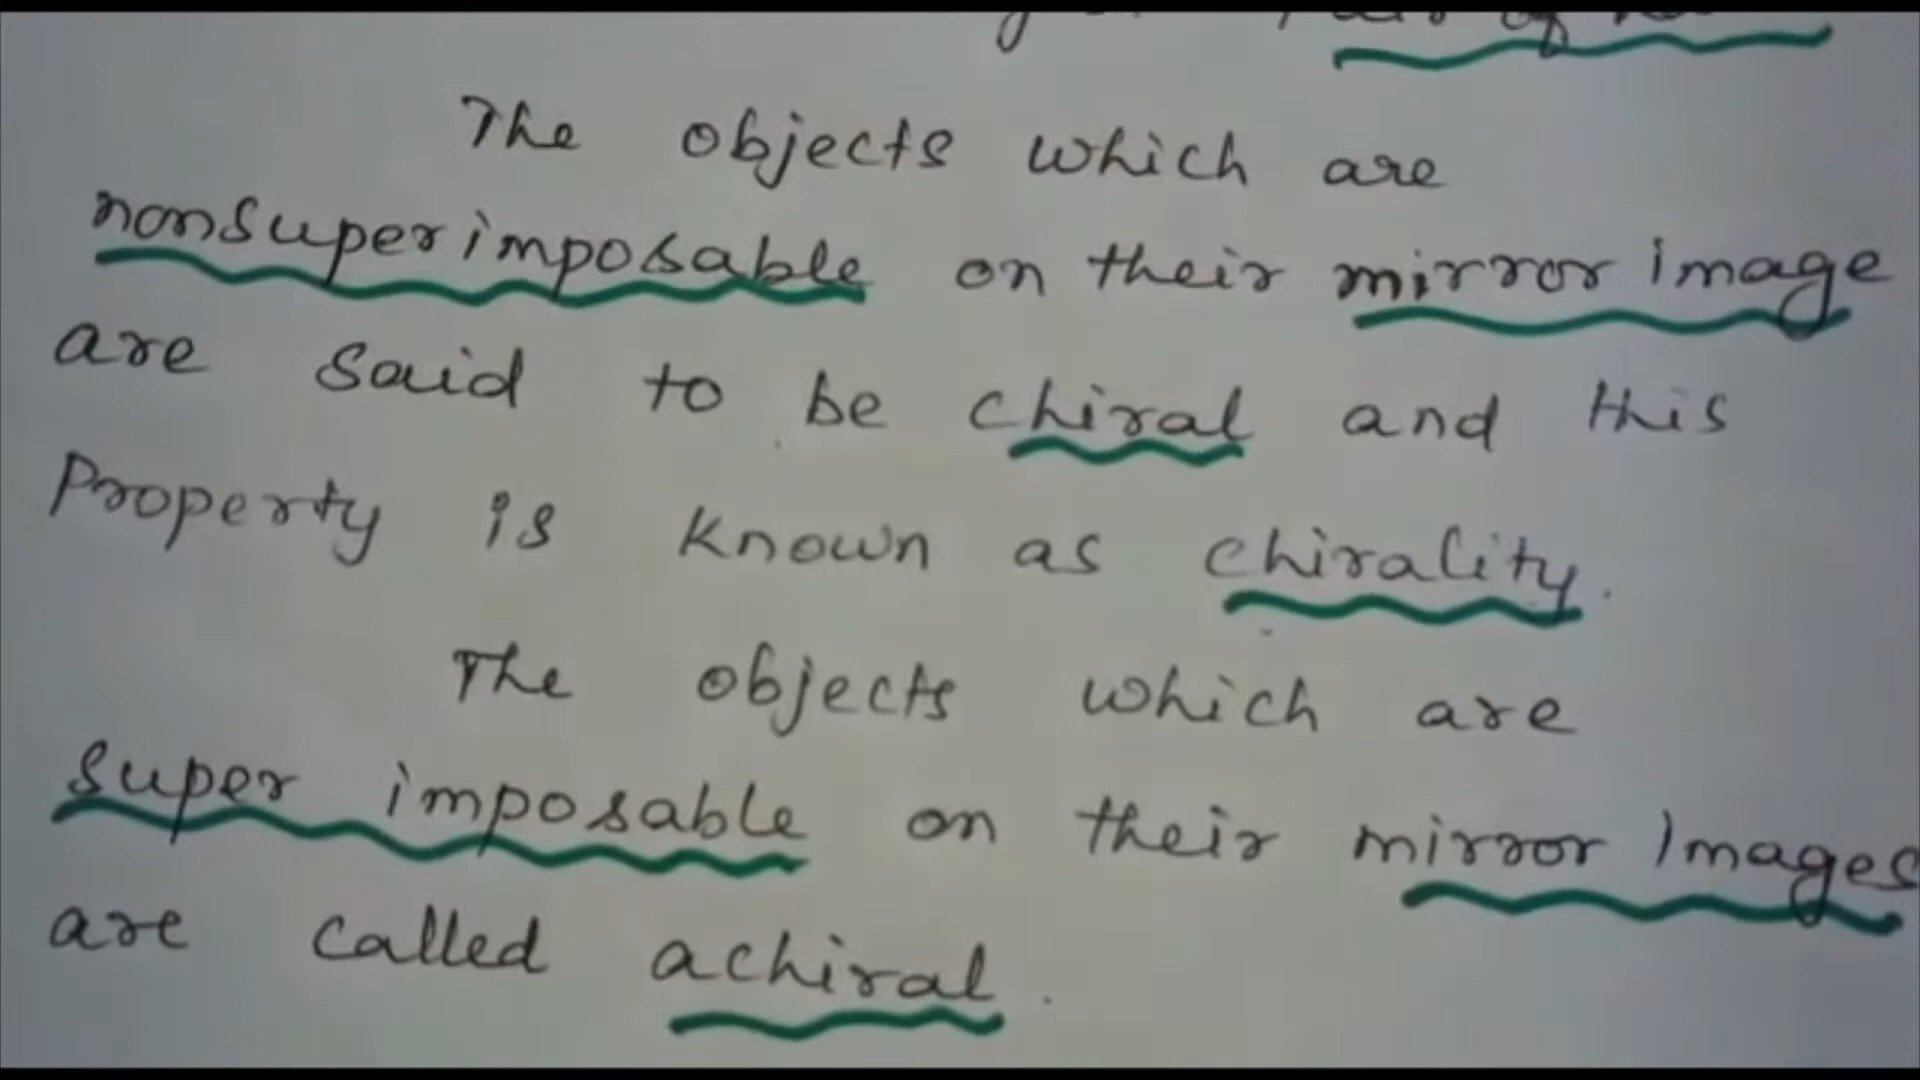 The objects which are
nonsuperimposable on their mirror image
are said to be chiral and this
Property is known as chirality.
The objects which are
super imposable on their mirror images
are called achiral.